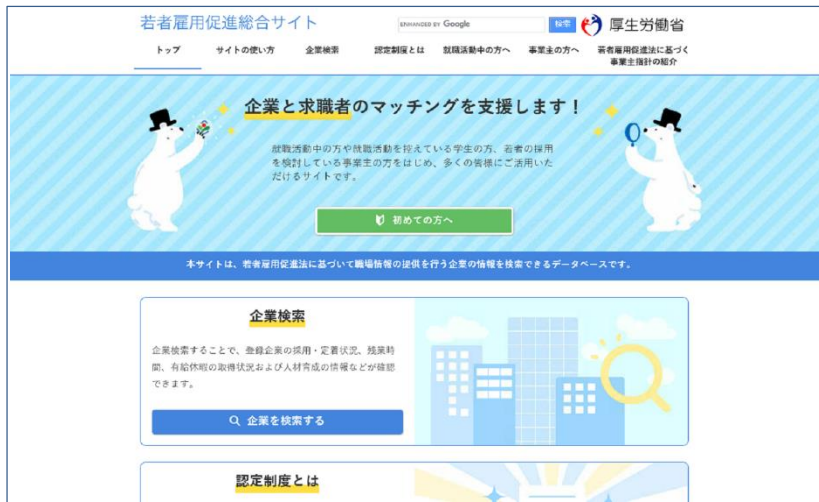 若者雇用促進総合サイト
ENHANCED BY Google
検索
厚生労働省
トップ
サイトの使い方
企業検索
認定制度とは
就職活動中の方へ
事業主の方へ
若者雇用促進法に基づく
事業主指針の紹介
企業と求職者のマッチングを支援します！
就職活動中の方や就職活動を控えている学生の方、若者の採用
を検討している事業主の方をはじめ、多くの皆様にご活用いた
だけるサイトです。
初めての方へ
本サイトは、若者雇用促進法に基づいて職場情報の提供を行う企業の情報を検索できるデータベースです。
企業検索
企業検索することで、登録企業の採用・定着状況、残業時
間、有給休暇の取得状況および人材育成の情報などが確認
できます。
企業を検索する
認定制度とは